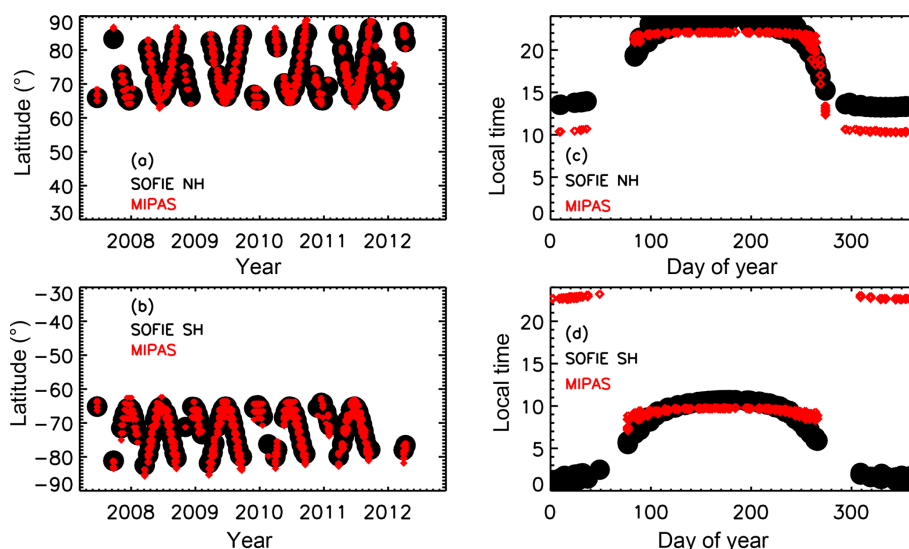 Latitude (°)
90
80
70
60
50
40
30
(a)
SOFIE NH
MIPAS
2008 2009 2010 2011 2012
Year
Local time
20
15
10
5
0
(c)
SOFIE NH
MIPAS
0 100 200 300
Day of year
Latitude (°)
−30
−40
−50
−60
−70
−80
−90
(b)
SOFIE SH
MIPAS
2008 2009 2010 2011 2012
Year
Local time
20
15
10
5
0
(d)
SOFIE SH
MIPAS
0 100 200 300
Day of year